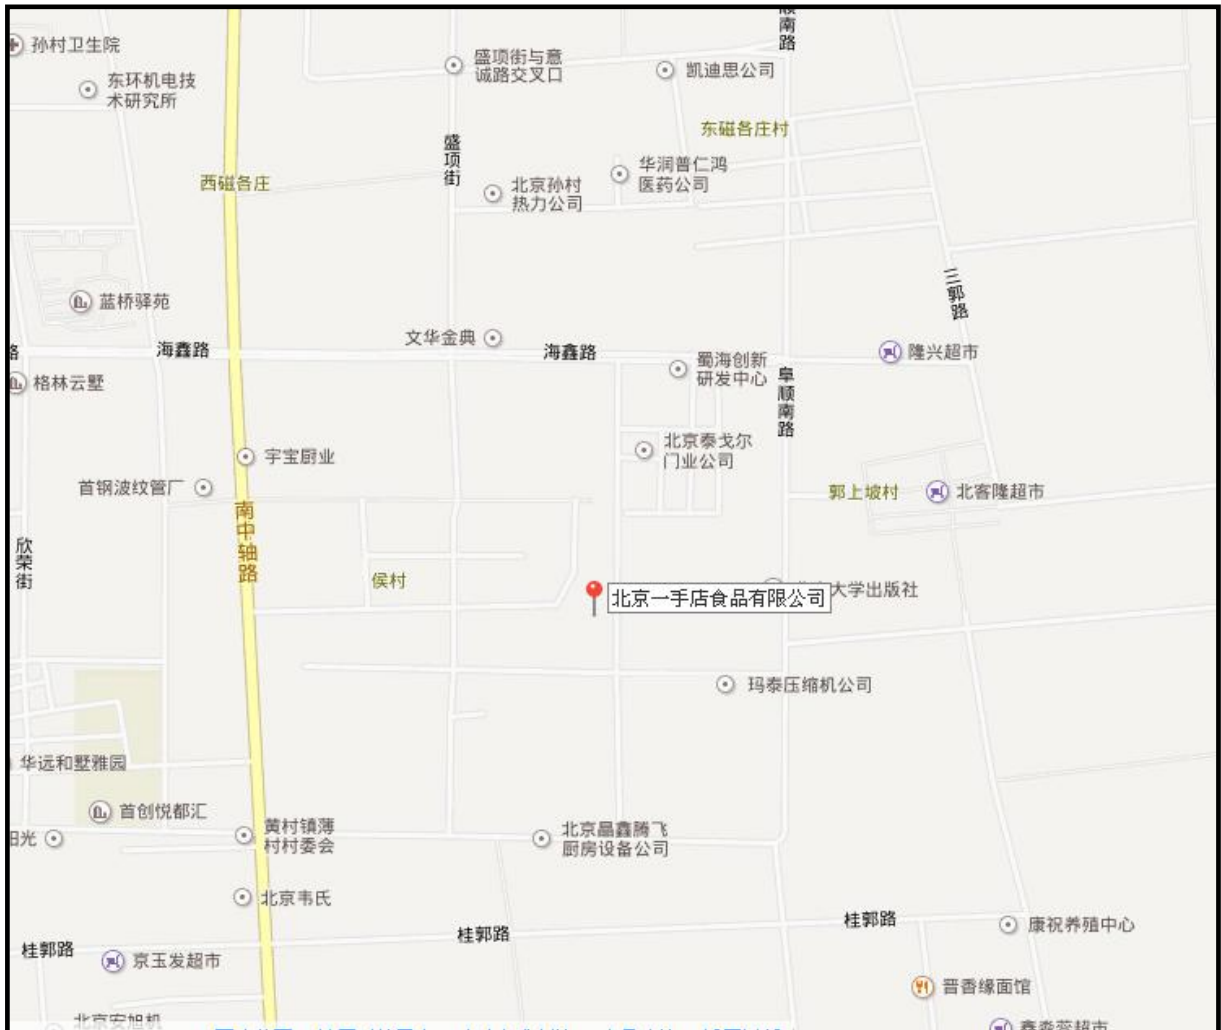 顺南路
孙村卫生院
盛项街与意
诚路交叉口
凯迪思公司
东环机电技
术研究所
东磁各庄村
盛项街
华润普仁鸿
医药公司
西磁各庄
北京孙村
热力公司
三郭路
蓝桥驿苑
文华金典
海鑫路
海鑫路
路
隆兴超市
蜀海创新
研发中心
格林云墅
阜顺南路
北京泰戈尔
门业公司
宇宝厨业
首钢波纹管厂
郭上坡村
北客隆超市
南中轴路
欣荣街
侯村
北京一手店食品有限公司
大学出版社
玛泰压缩机公司
华远和墅雅园
首创悦都汇
黄村镇薄
村村委会
北京晶鑫腾飞
厨房设备公司
阳光
北京韦氏
桂郭路
桂郭路
桂郭路
康祝养殖中心
京玉发超市
晋香缘面馆
北京安旭机